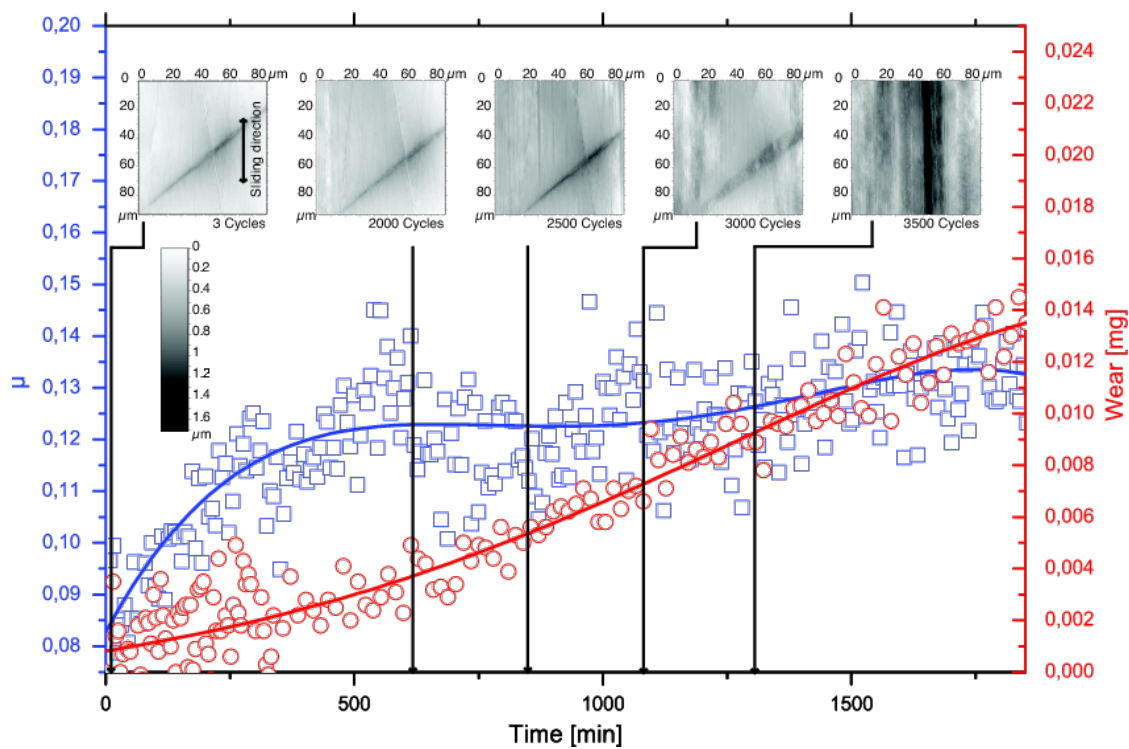 0,20
0,19
0,18
0,17
0,16
0,15
0,14
0,13
0,12
0,11
0,10
0,09
0,08
µ
0 20 40 60 80 µm
0
20
40
60
80
µm
Sliding direction
3 Cycles
0 20 40 60 80 µm
2000 Cycles
0 20 40 60 80 µm
0
20
40
60
80
µm
2500 Cycles
0 20 40 60 80 µm
0
20
40
60
80
µm
3000 Cycles
0 20 40 60 80 µm
0
20
40
60
80
µm
3500 Cycles
0
0.2
0.4
0.6
0.8
1
1.2
1.4
1.6
µm
0,024
0,022
0,020
0,018
0,016
0,014
0,012
0,010
0,008
0,006
0,004
0,002
0,000
Wear [mg]
0 500 1000 1500
Time [min]